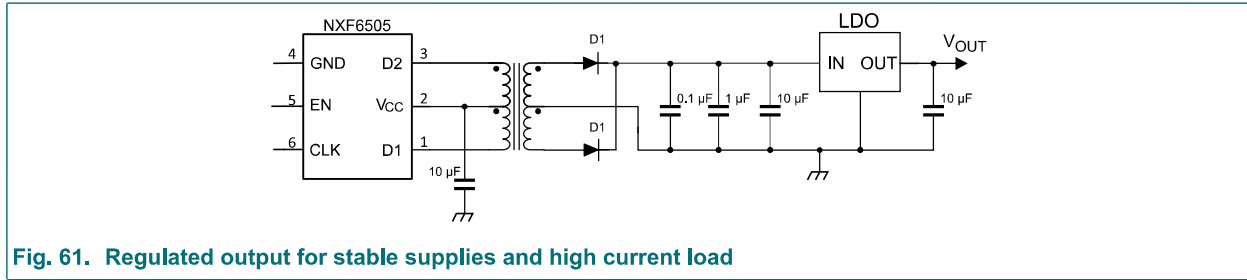 NXF6505
4 GND D2 3
5 EN VCC 2
6 CLK D1 1
10 µF
D1
D1
0.1 µF 1 µF 10 µF
LDO
IN OUT
VOUT
10 µF
Fig. 61. Regulated output for stable supplies and high current load